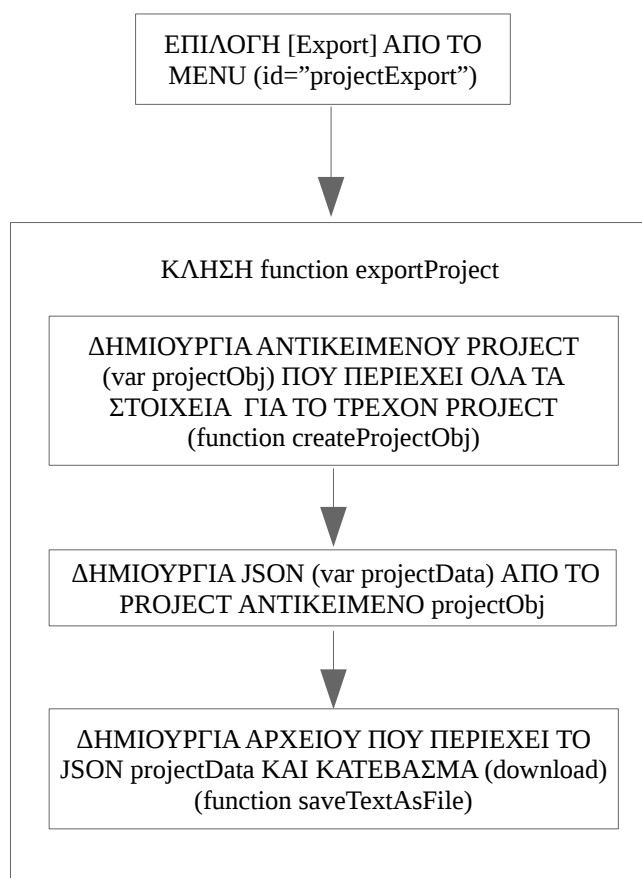 ΕΠΙΛΟΓΗ [Export] ΑΠΟ ΤΟ
MENU (id=”projectExport”)
ΚΛΗΣΗ function exportProject
ΔΗΜΙΟΥΡΓΙΑ ΑΝΤΙΚΕΙΜΕΝΟΥ PROJECT
(var projectObj) ΠΟΥ ΠΕΡΙΕΧΕΙ ΟΛΑ ΤΑ
ΣΤΟΙΧΕΙΑ ΓΙΑ ΤΟ ΤΡΕΧΟΝ PROJECT
(function createProjectObj)
ΔΗΜΙΟΥΡΓΙΑ JSON (var projectData) ΑΠΟ ΤΟ
PROJECT ΑΝΤΙΚΕΙΜΕΝΟ projectObj
ΔΗΜΙΟΥΡΓΙΑ ΑΡΧΕΙΟΥ ΠΟΥ ΠΕΡΙΕΧΕΙ ΤΟ
JSON projectData ΚΑΙ ΚΑΤΕΒΑΣΜΑ (download)
(function saveTextAsFile)